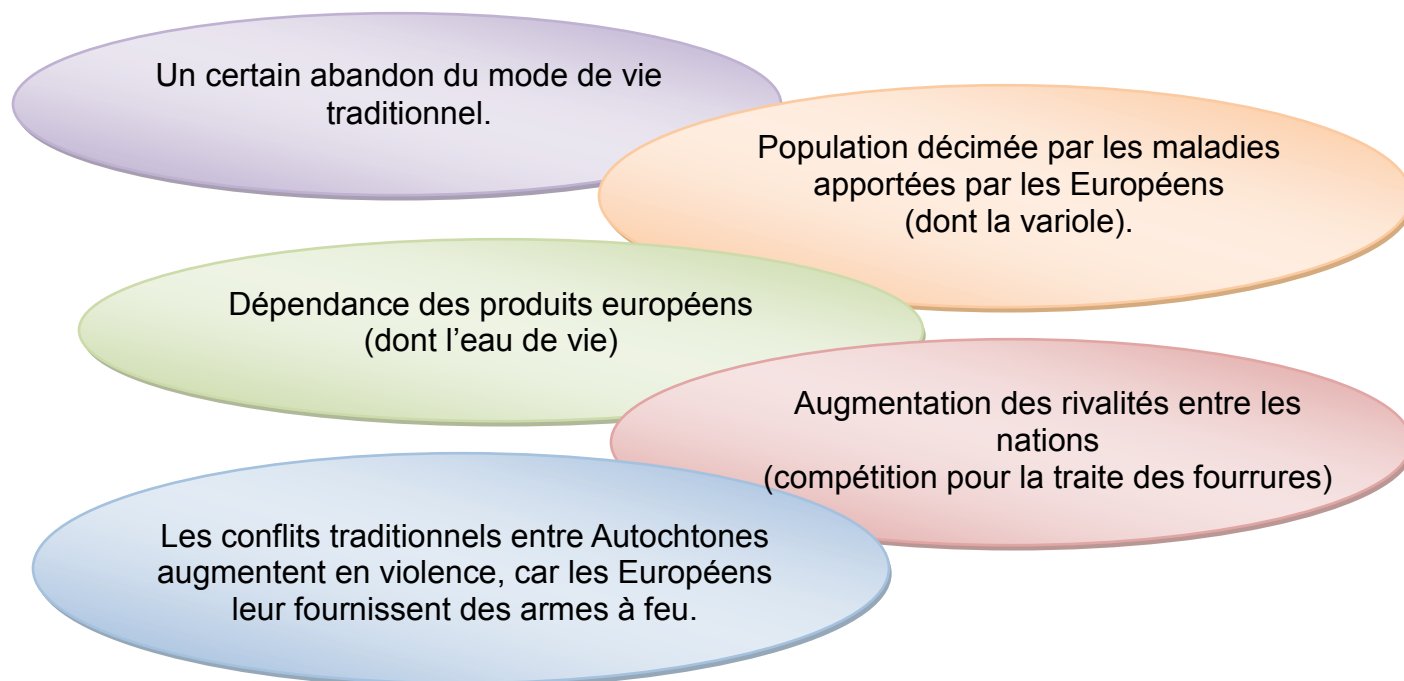 Un certain abandon du mode de vie
traditionnel.
Population décimée par les maladies
apportées par les Européens
(dont la variole).
Dépendance des produits européens
(dont l’eau de vie)
Augmentation des rivalités entre les
nations
(compétition pour la traite des fourrures)
Les conflits traditionnels entre Autochtones
augmentent en violence, car les Européens
leur fournissent des armes à feu.